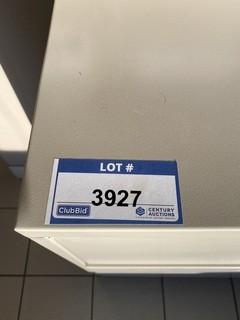 LOT #
3927
ClubBid
CENTURY
AUCTIONS